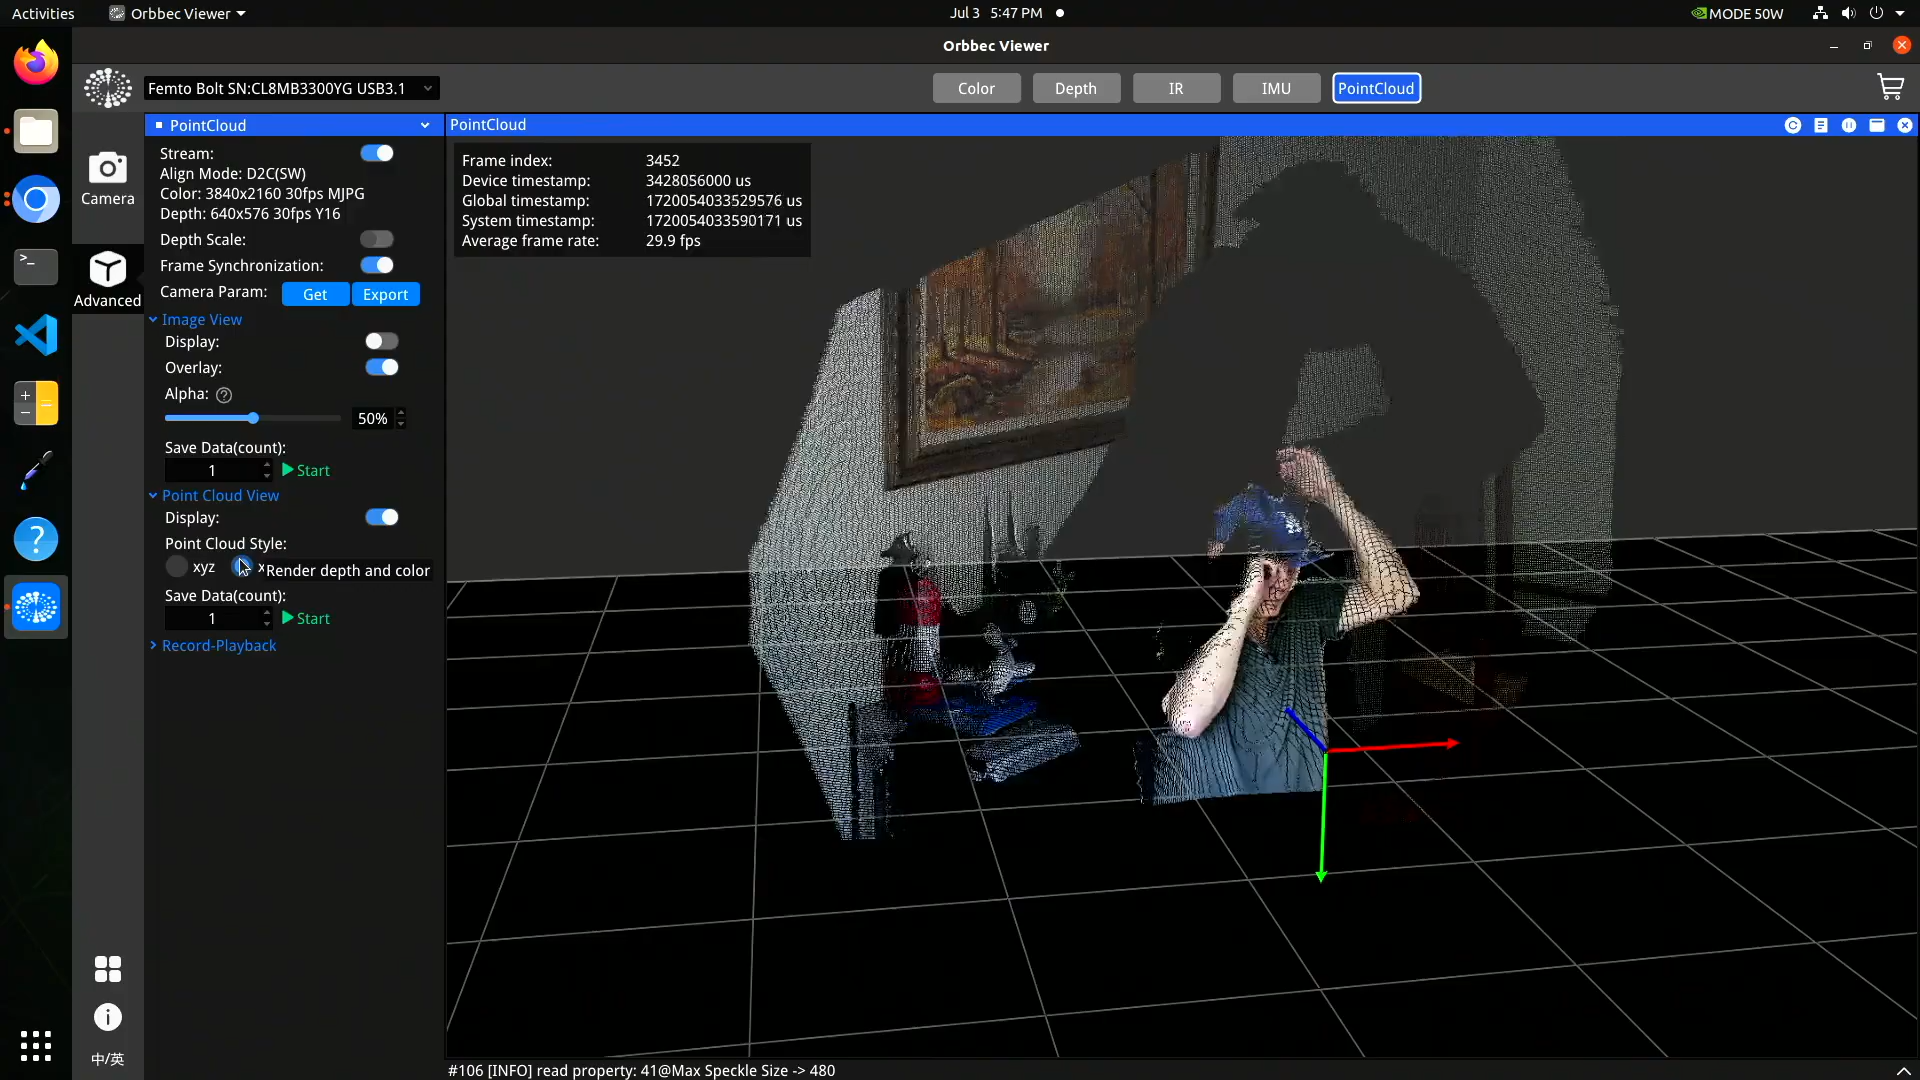 Activities
Orbbec Viewer
Jul 3 5:47 PM
MODE 50W
Orbbec Viewer
Femto Bolt SN:CL8MB3300YG USB3.1
Color
Depth
IR
IMU
PointCloud
Camera
Advanced
中/英
PointCloud
Stream:
Align Mode: D2C(SW)
Color: 3840x2160 30fps MJPG
Depth: 640x576 30fps Y16
Depth Scale:
Frame Synchronization:
Camera Param: Get Export
Image View
Display:
Overlay:
Alpha: ?
50%
Save Data(count):
1 Start
Point Cloud View
Display:
Point Cloud Style:
xyz x Render depth and color
Save Data(count):
1 Start
Record-Playback
PointCloud
Frame index: 3452
Device timestamp: 3428056000 us
Global timestamp: 1720054033529576 us
System timestamp: 1720054033590171 us
Average frame rate: 29.9 fps
#106 [INFO] read property: 41@Max Speckle Size -> 480